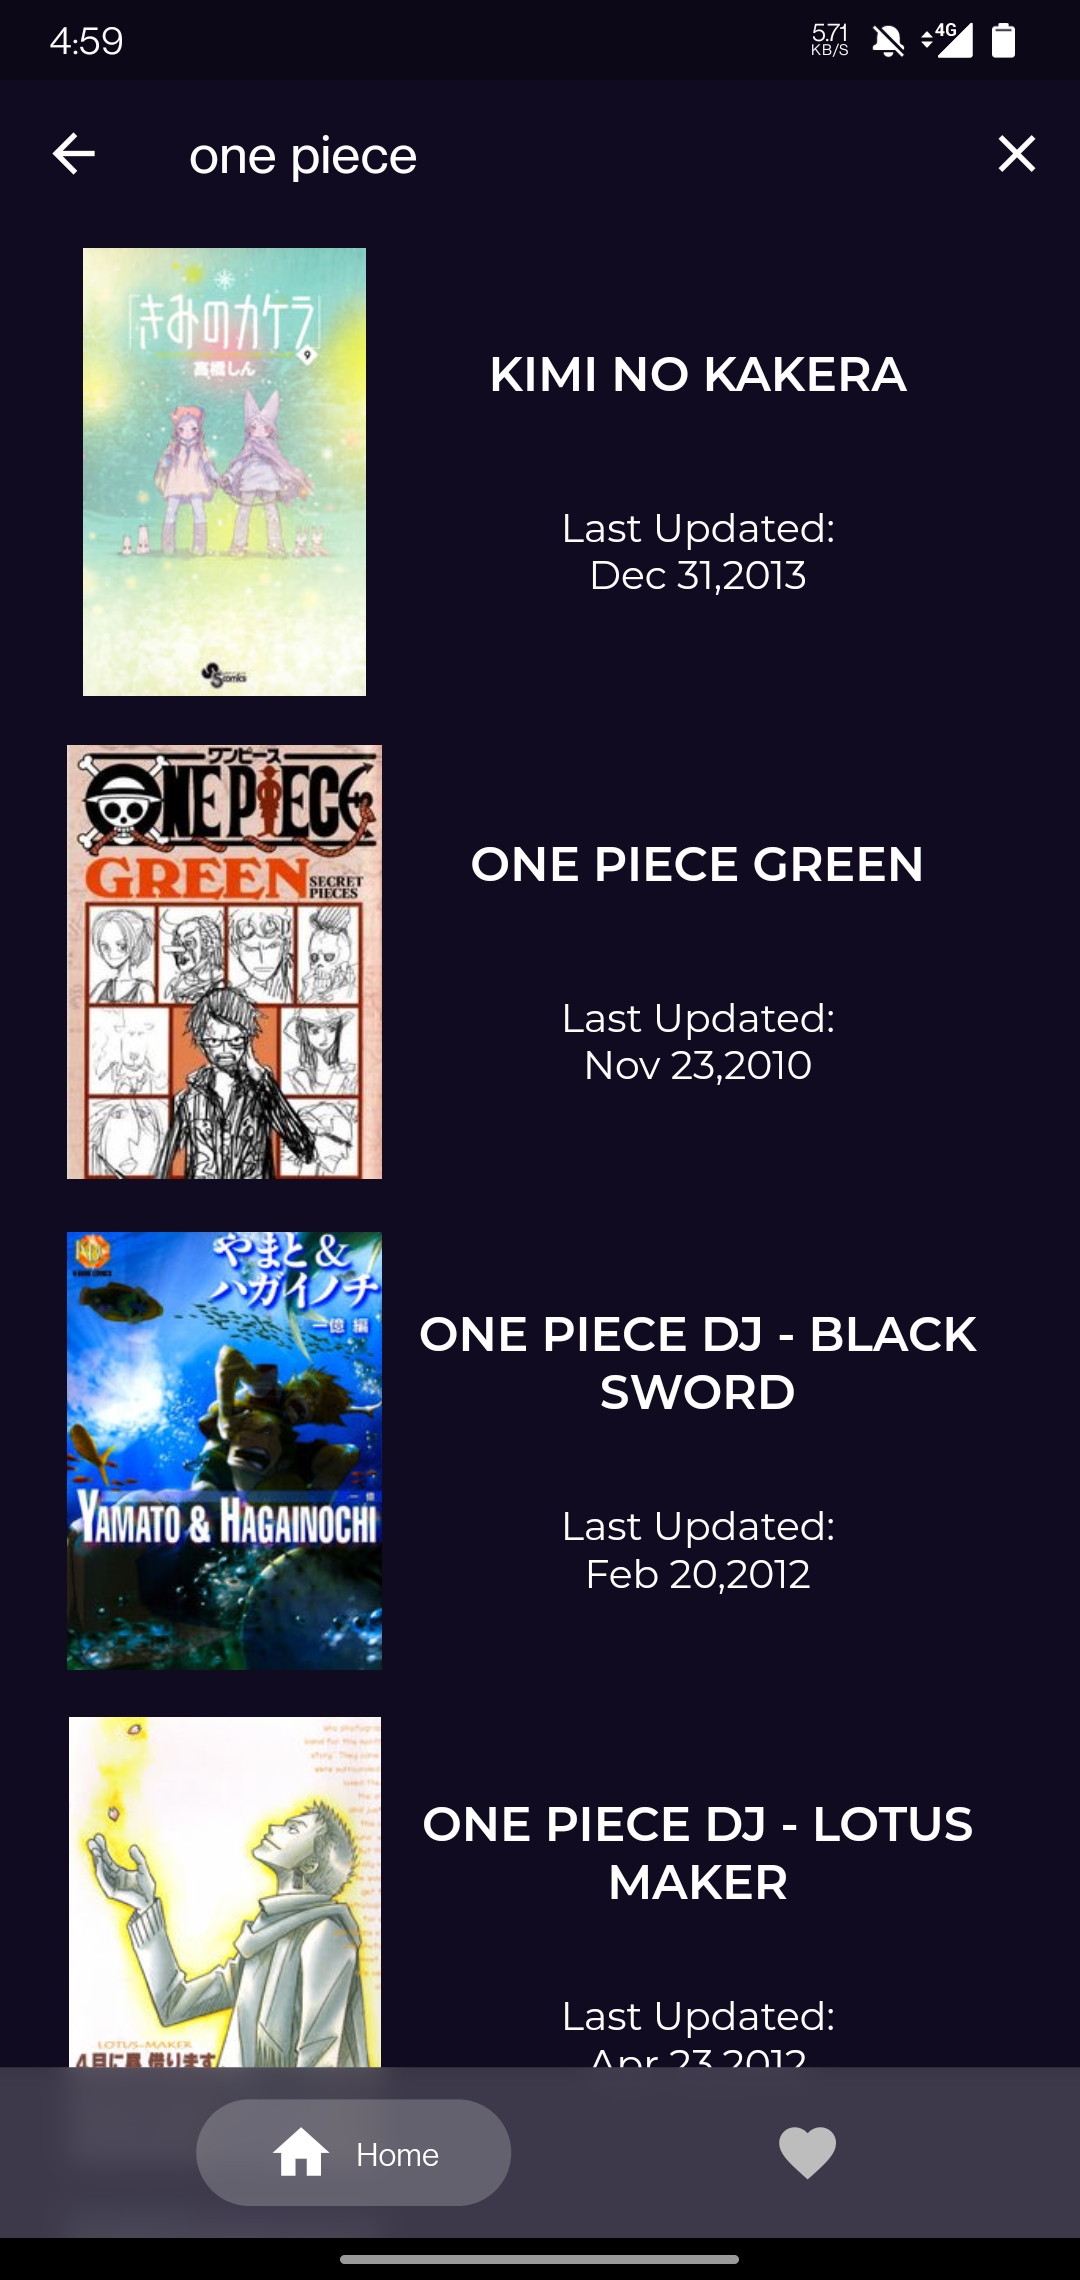 4:59
5.71
KB/S
4G
one piece
「きみのカケラ」
9
高橋しん
comics
KIMI NO KAKERA
Last Updated:
Dec 31,2013
ワンピース
ONE PIECE
GREEN
SECRET
PIECES
ONE PIECE GREEN
Last Updated:
Nov 23,2010
やまと&
ハガイノチ
一億編
YAMATO & HAGAINOCHI
ONE PIECE DJ - BLACK
SWORD
Last Updated:
Feb 20,2012
LOTUS-MAKER
ONE PIECE DJ - LOTUS
MAKER
Last Updated:
Apr 23,2012
Home